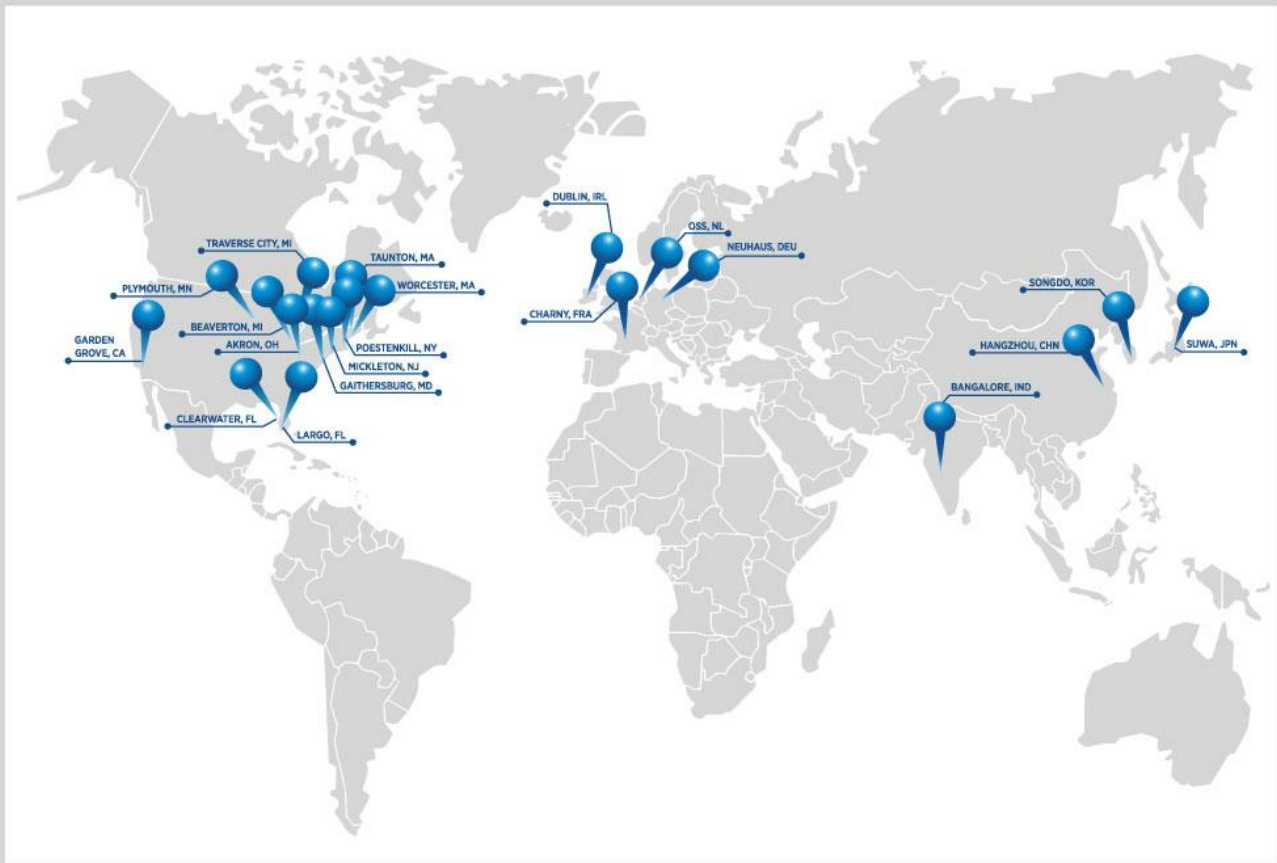 DUBLIN, IRL
OSS, NL
TRAVERSE CITY, MI
NEUHAUS, DEU
TAUNTON, MA
PLYMOUTH, MN
WORCESTER, MA
SONGDO, KOR
CHARNY, FRA
BEAVERTON, MI
GARDEN
GROVE, CA
AKRON, OH
POESTENKILL, NY
HANGZHOU, CHN
SUWA, JPN
MICKLETON, NJ
GAITHERSBURG, MD
BANGALORE, IND
CLEARWATER, FL
LARGO, FL